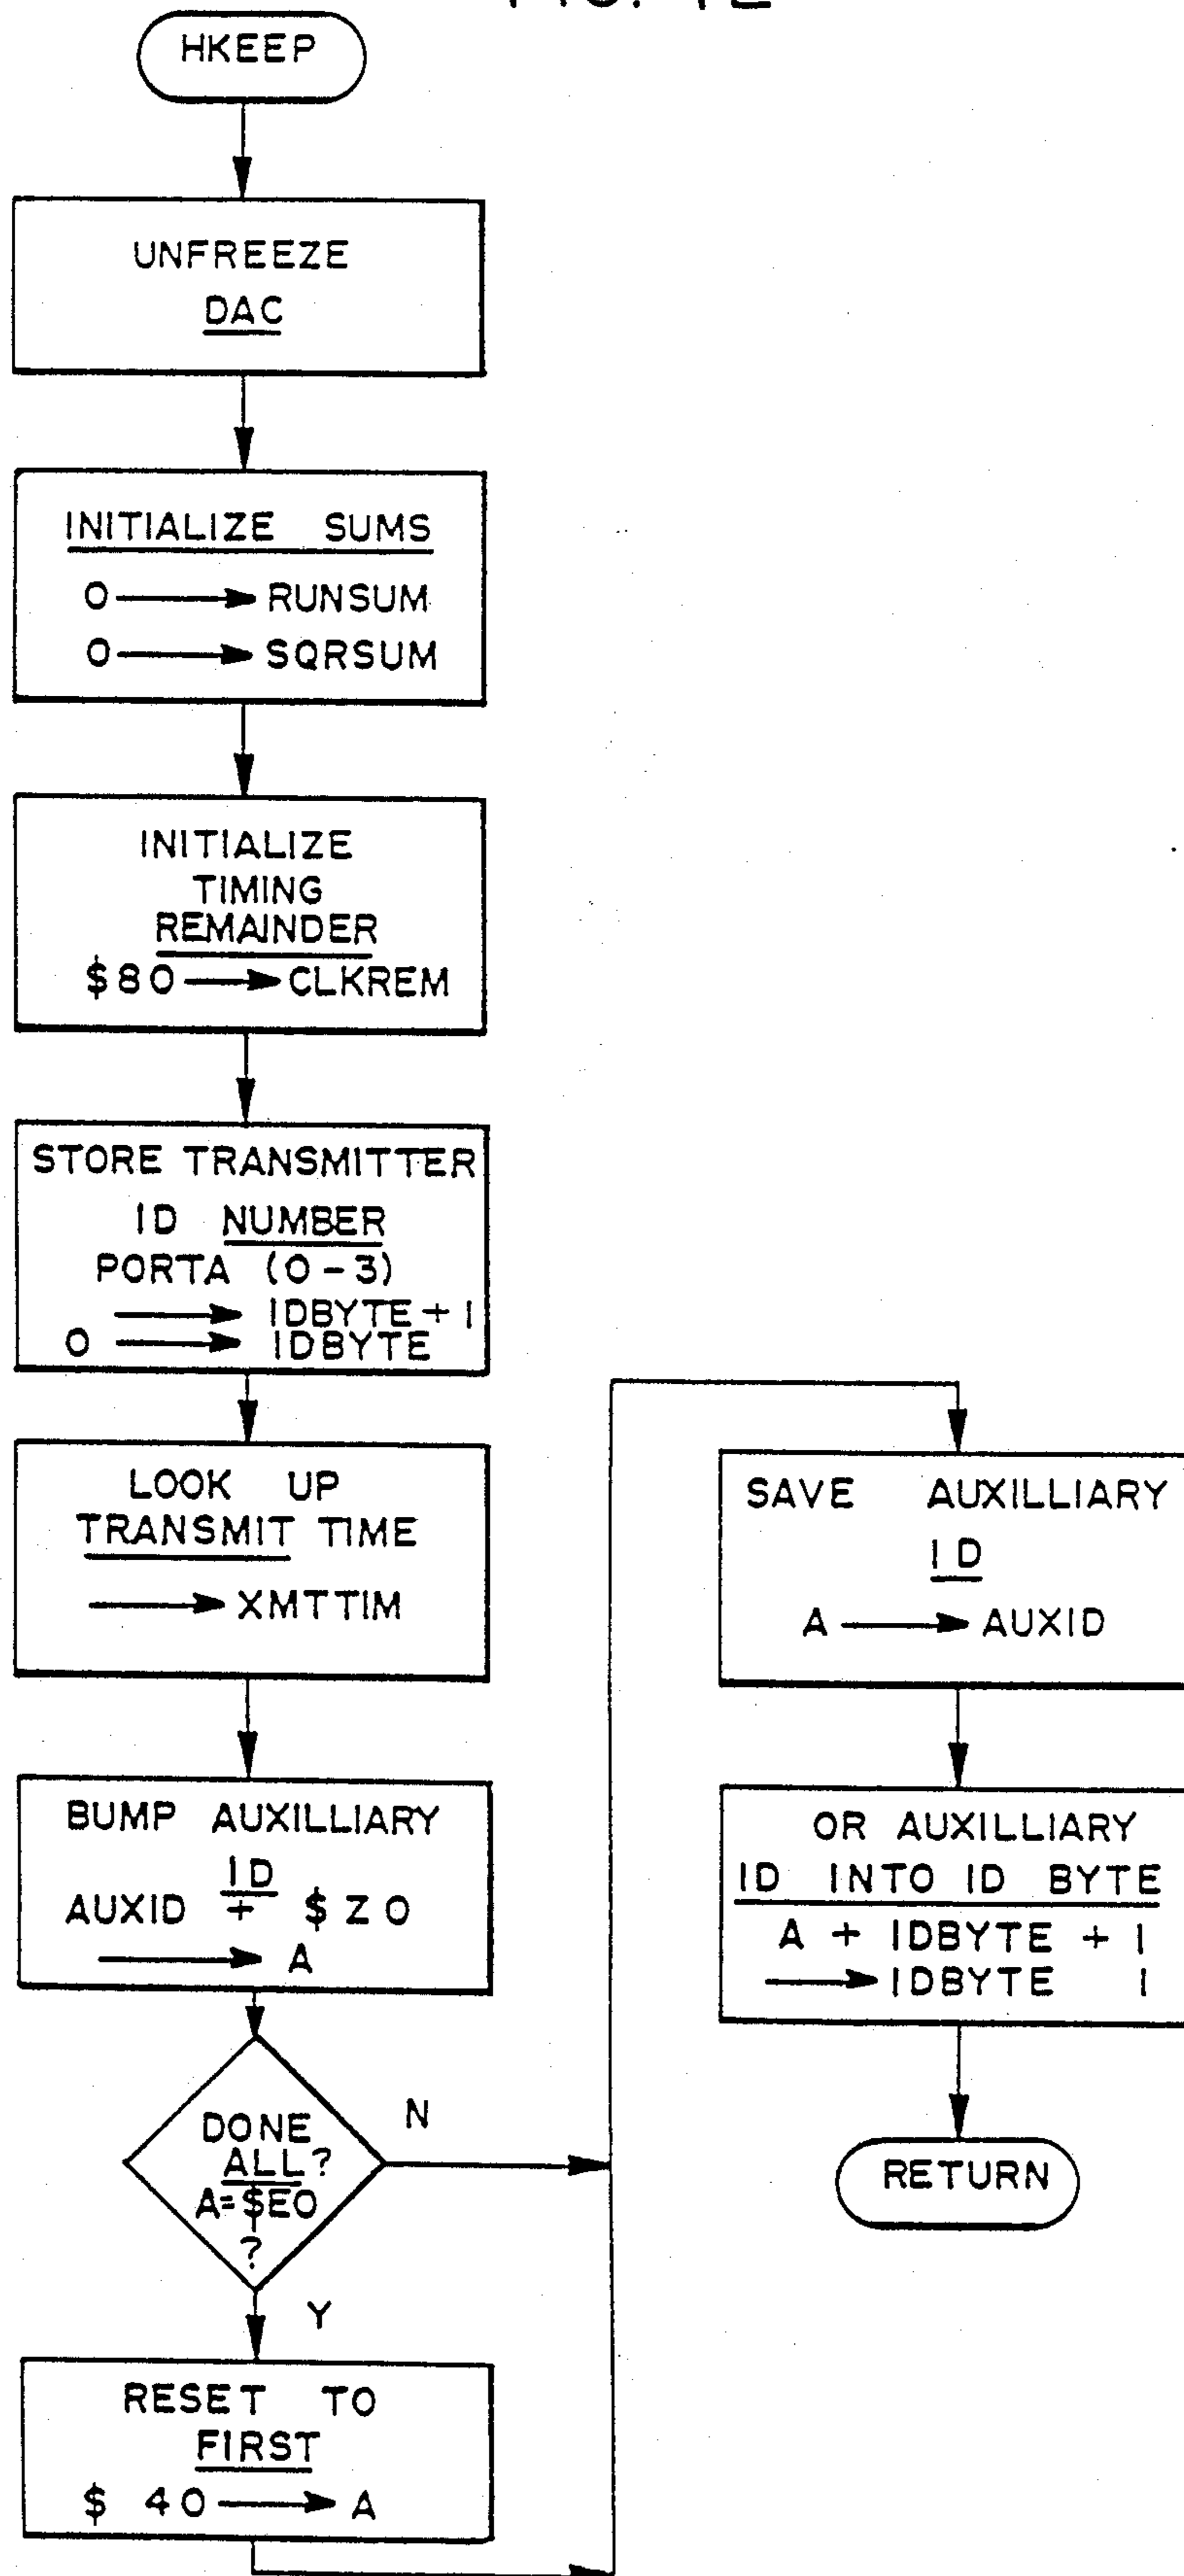 HKEEP
UNFREEZE
DAC
INITIALIZE SUMS
0 → RUNSUM
0 → SQRSUM
INITIALIZE
TIMING
REMAINDER
$80 → CLKREM
STORE TRANSMITTER
ID NUMBER
PORTA (0-3)
→ IDBYTE + 1
0 → IDBYTE
LOOK UP
TRANSMIT TIME
→ XMTTIM
BUMP AUXILLIARY
ID
AUXID + $ Z0
→ A
DONE
ALL ?
A=$E0
?
N
Y
RESET TO
FIRST
$ 40 → A
SAVE AUXILLIARY
ID
A → AUXID
OR AUXILLIARY
ID INTO ID BYTE
A + IDBYTE + 1
→ IDBYTE 1
RETURN